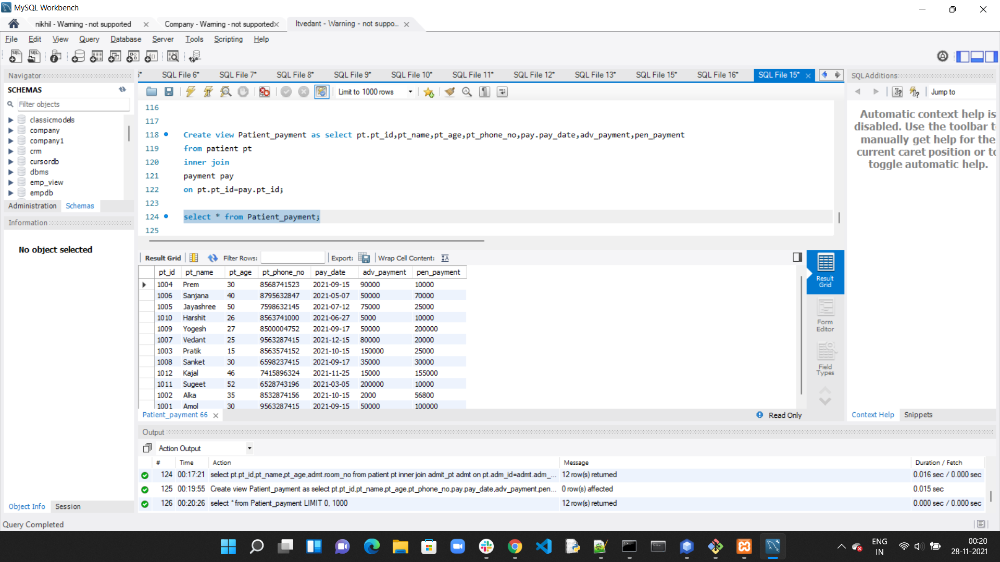 MySQL Workbench
nikhil - Warning - not supported
Company - Warning - not supported
Itvedant - Warning - not suppo...
File Edit View Query Database Server Tools Scripting Help
Navigator
SCHEMAS
Filter objects
classicmodels
company
company1
crm
cursordb
dbms
emp_view
empdb
Administration Schemas
Information
No object selected
Object Info Session
SQL File 6* SQL File 7* SQL File 8* SQL File 9* SQL File 10* SQL File 11* SQL File 12* SQL File 13* SQL File 15* SQL File 16* SQL File 15*
Limit to 1000 rows
116
117
118 Create view Patient_payment as select pt.pt_id,pt_name,pt_age,pt_phone_no,pay.pay_date,adv_payment,pen_payment
119 from patient pt
120 inner join
121 payment pay
122 on pt.pt_id=pay.pt_id;
123
124 select * from Patient_payment;
125
Result Grid Filter Rows: Export: Wrap Cell Content:
pt_id pt_name pt_age pt_phone_no pay_date adv_payment pen_payment
1004 Prem 30 8568741523 2021-09-15 90000 10000
1006 Sanjana 40 8795632847 2021-05-07 50000 70000
1005 Jayashree 50 7598632145 2021-07-12 75000 25000
1010 Harshit 26 8563741000 2021-06-27 5000 10000
1009 Yogesh 27 8500004752 2021-09-17 50000 200000
1007 Vedant 25 9563287415 2021-12-15 80000 20000
1003 Pratik 15 8563574152 2021-10-15 150000 25000
1008 Sanket 30 6598237415 2021-09-17 35000 30000
1012 Kajal 46 7415896324 2021-11-25 15000 155000
1011 Sugeet 52 6528743196 2021-03-05 200000 10000
1002 Alka 35 8532874156 2021-10-15 2000 56800
1001 Amol 30 9563287415 2021-09-15 50000 100000
Result
Grid
Form
Editor
Field
Types
Patient_payment 66
Read Only
SQLAdditions
Jump to
Automatic context help is
disabled. Use the toolbar t
manually get help for the
current caret position or to
toggle automatic help.
Context Help Snippets
Output
Action Output
# Time Action Message Duration / Fetch
124 00:17:21 select pt.pt_id,pt_name,pt_age,admt.room_no from patient pt inner join admit_pt admt on pt.adm_id=admt.adm_... 12 row(s) returned 0.016 sec / 0.000 sec
125 00:19:55 Create view Patient_payment as select pt.pt_id,pt_name,pt_age,pt_phone_no,pay.pay_date,adv_payment,pen... 0 row(s) affected 0.015 sec
126 00:20:26 select * from Patient_payment LIMIT 0, 1000 12 row(s) returned 0.000 sec / 0.000 sec
Query Completed
ENG
IN
00:20
28-11-2021